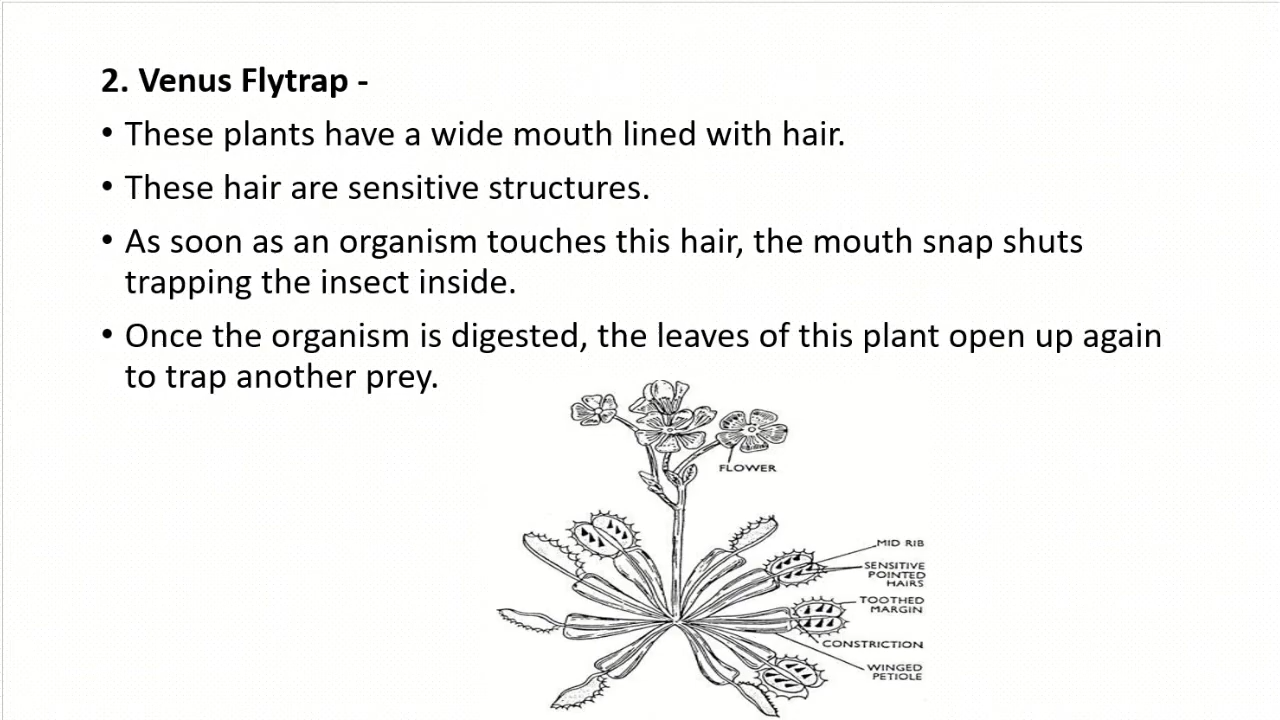 2. Venus Flytrap -
• These plants have a wide mouth lined with hair.
• These hair are sensitive structures.
• As soon as an organism touches this hair, the mouth snap shuts
trapping the insect inside.
• Once the organism is digested, the leaves of this plant open up again
to trap another prey.
FLOWER
MID RIB
SENSITIVE
POINTED
HAIRS
TOOTHED
MARGIN
CONSTRICTION
WINGED
PETIOLE